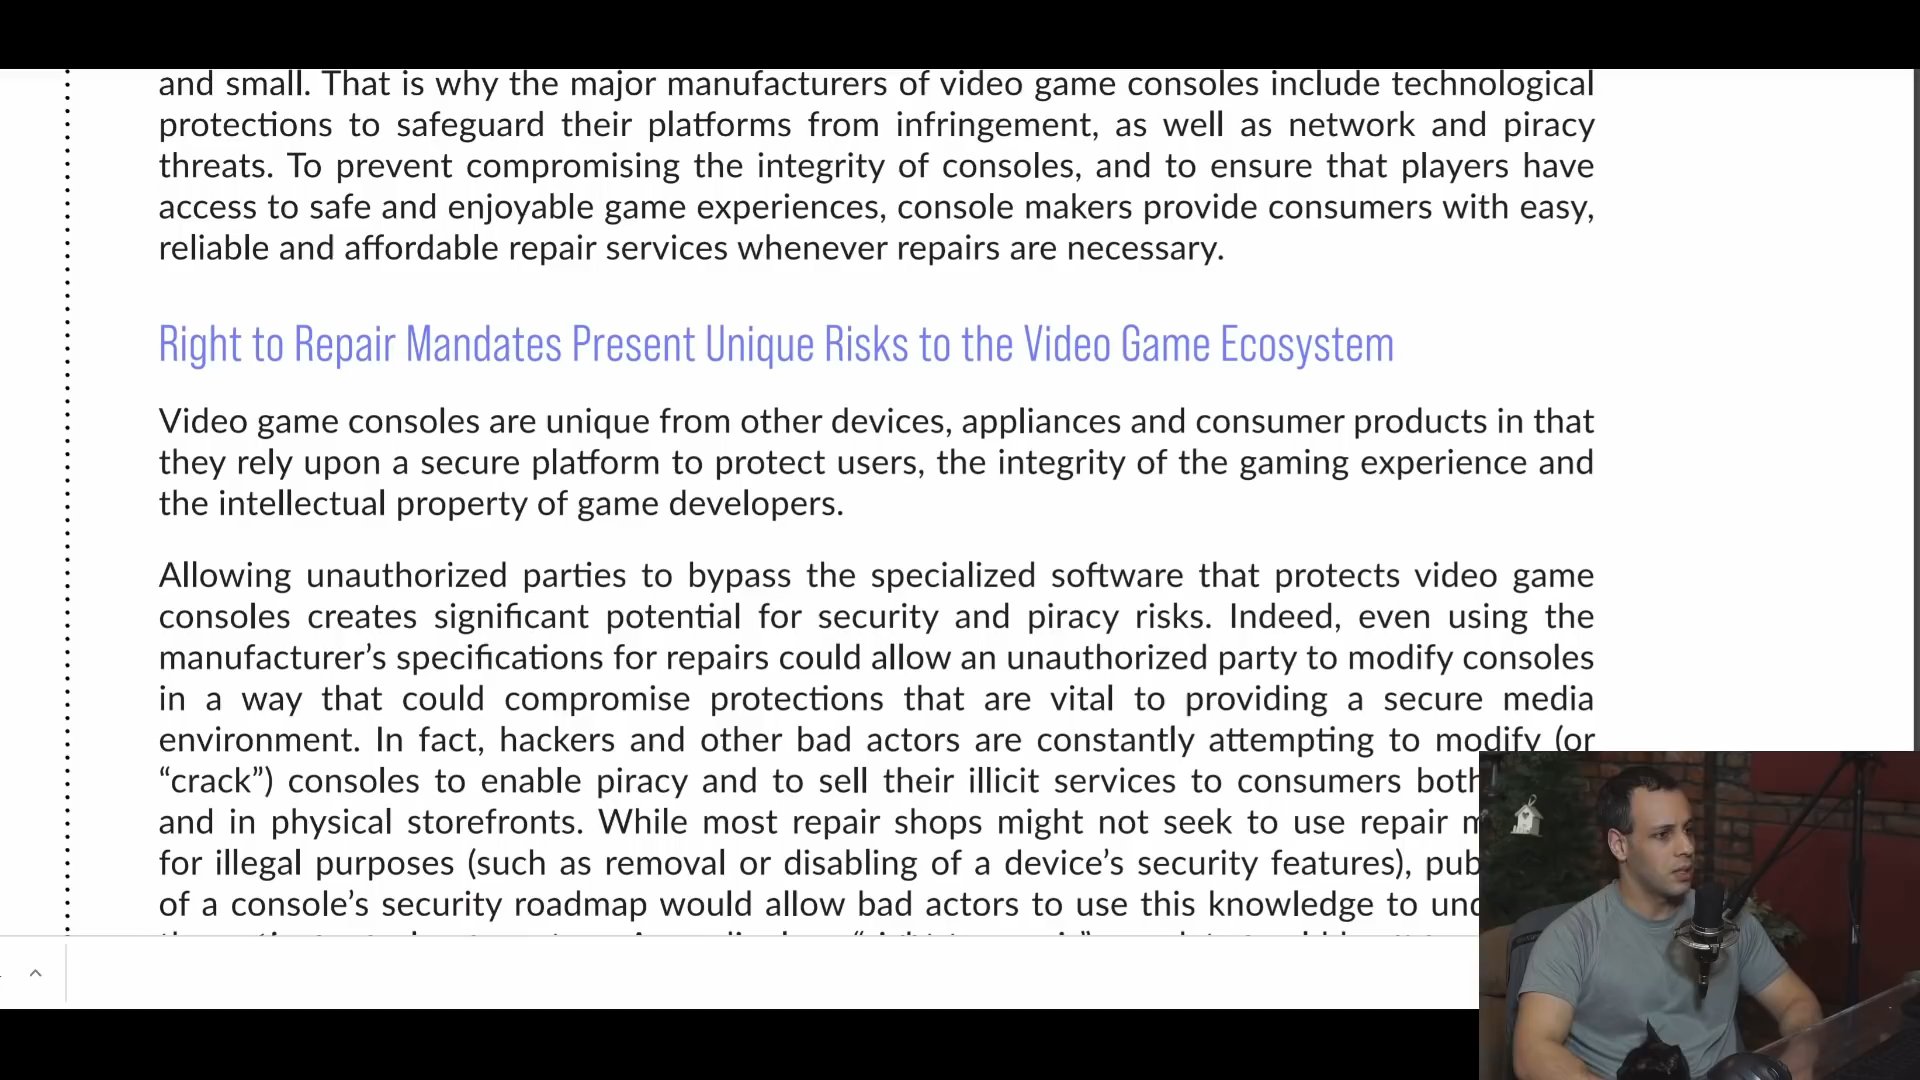 and small. That is why the major manufacturers of video game consoles include technological
protections to safeguard their platforms from infringement, as well as network and piracy
threats. To prevent compromising the integrity of consoles, and to ensure that players have
access to safe and enjoyable game experiences, console makers provide consumers with easy,
reliable and affordable repair services whenever repairs are necessary.
Right to Repair Mandates Present Unique Risks to the Video Game Ecosystem
Video game consoles are unique from other devices, appliances and consumer products in that
they rely upon a secure platform to protect users, the integrity of the gaming experience and
the intellectual property of game developers.
Allowing unauthorized parties to bypass the specialized software that protects video game
consoles creates significant potential for security and piracy risks. Indeed, even using the
manufacturer’s specifications for repairs could allow an unauthorized party to modify consoles
in a way that could compromise protections that are vital to providing a secure media
environment. In fact, hackers and other bad actors are constantly attempting to modify (or
“crack”) consoles to enable piracy and to sell their illicit services to consumers both
and in physical storefronts. While most repair shops might not seek to use repair
for illegal purposes (such as removal or disabling of a device’s security features),
of a console’s security roadmap would allow bad actors to use this knowledge to